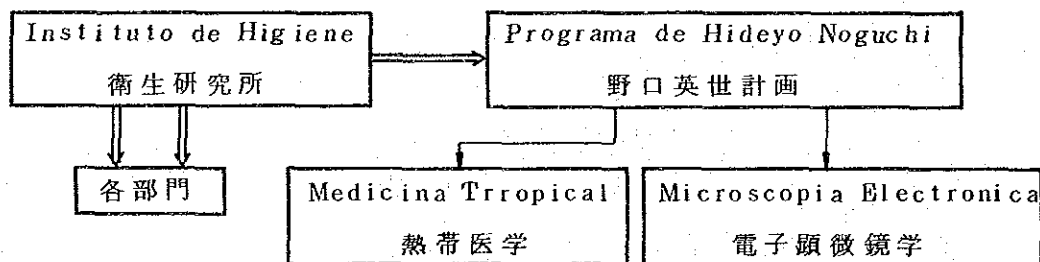 Instituto de Higiene
衛生研究所
Programa de Hideyo Noguchi
野口英世計画
各部門
Medicina Trropical
熱帯医学
Microscopia Electronica
電子顕微鏡学